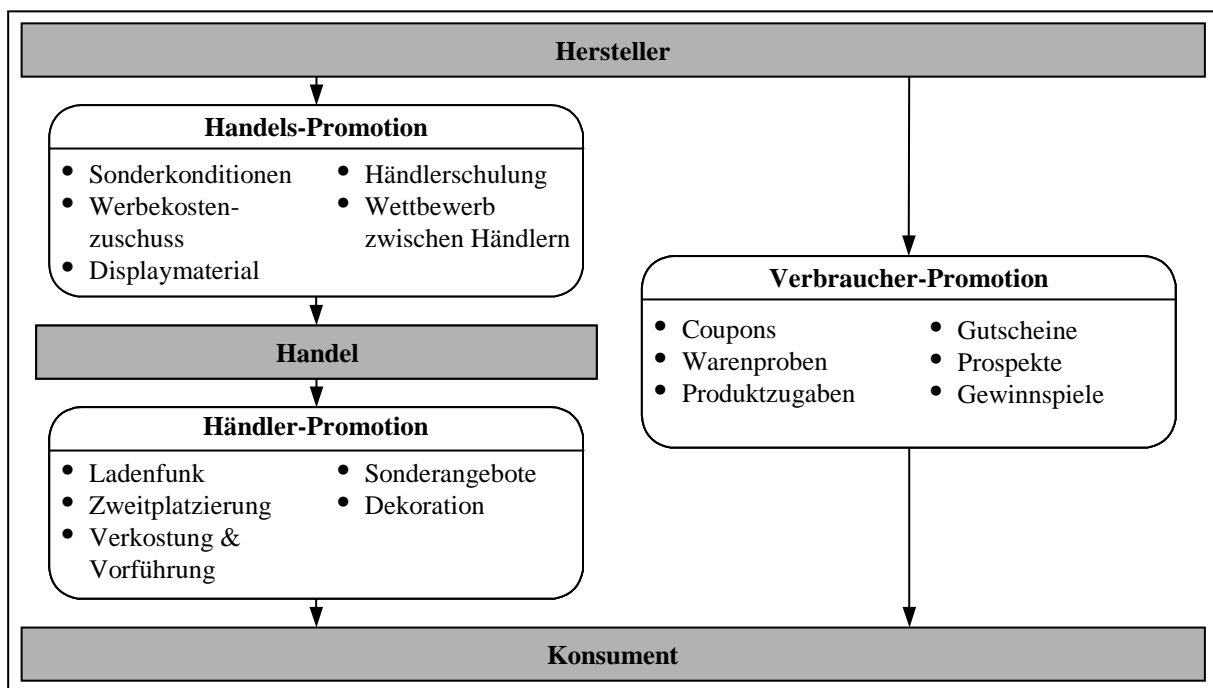 Hersteller
Handels-Promotion
• Sonderkonditionen
• Werbekosten-
zuschuss
• Displaymaterial
• Händlerschulung
• Wettbewerb
zwischen Händlern
Handel
Händler-Promotion
• Ladenfunk
• Zweitplatzierung
• Verkostung &
Vorführung
• Sonderangebote
• Dekoration
Verbraucher-Promotion
• Coupons
• Warenproben
• Produktzugaben
• Gutscheine
• Prospekte
• Gewinnspiele
Konsument